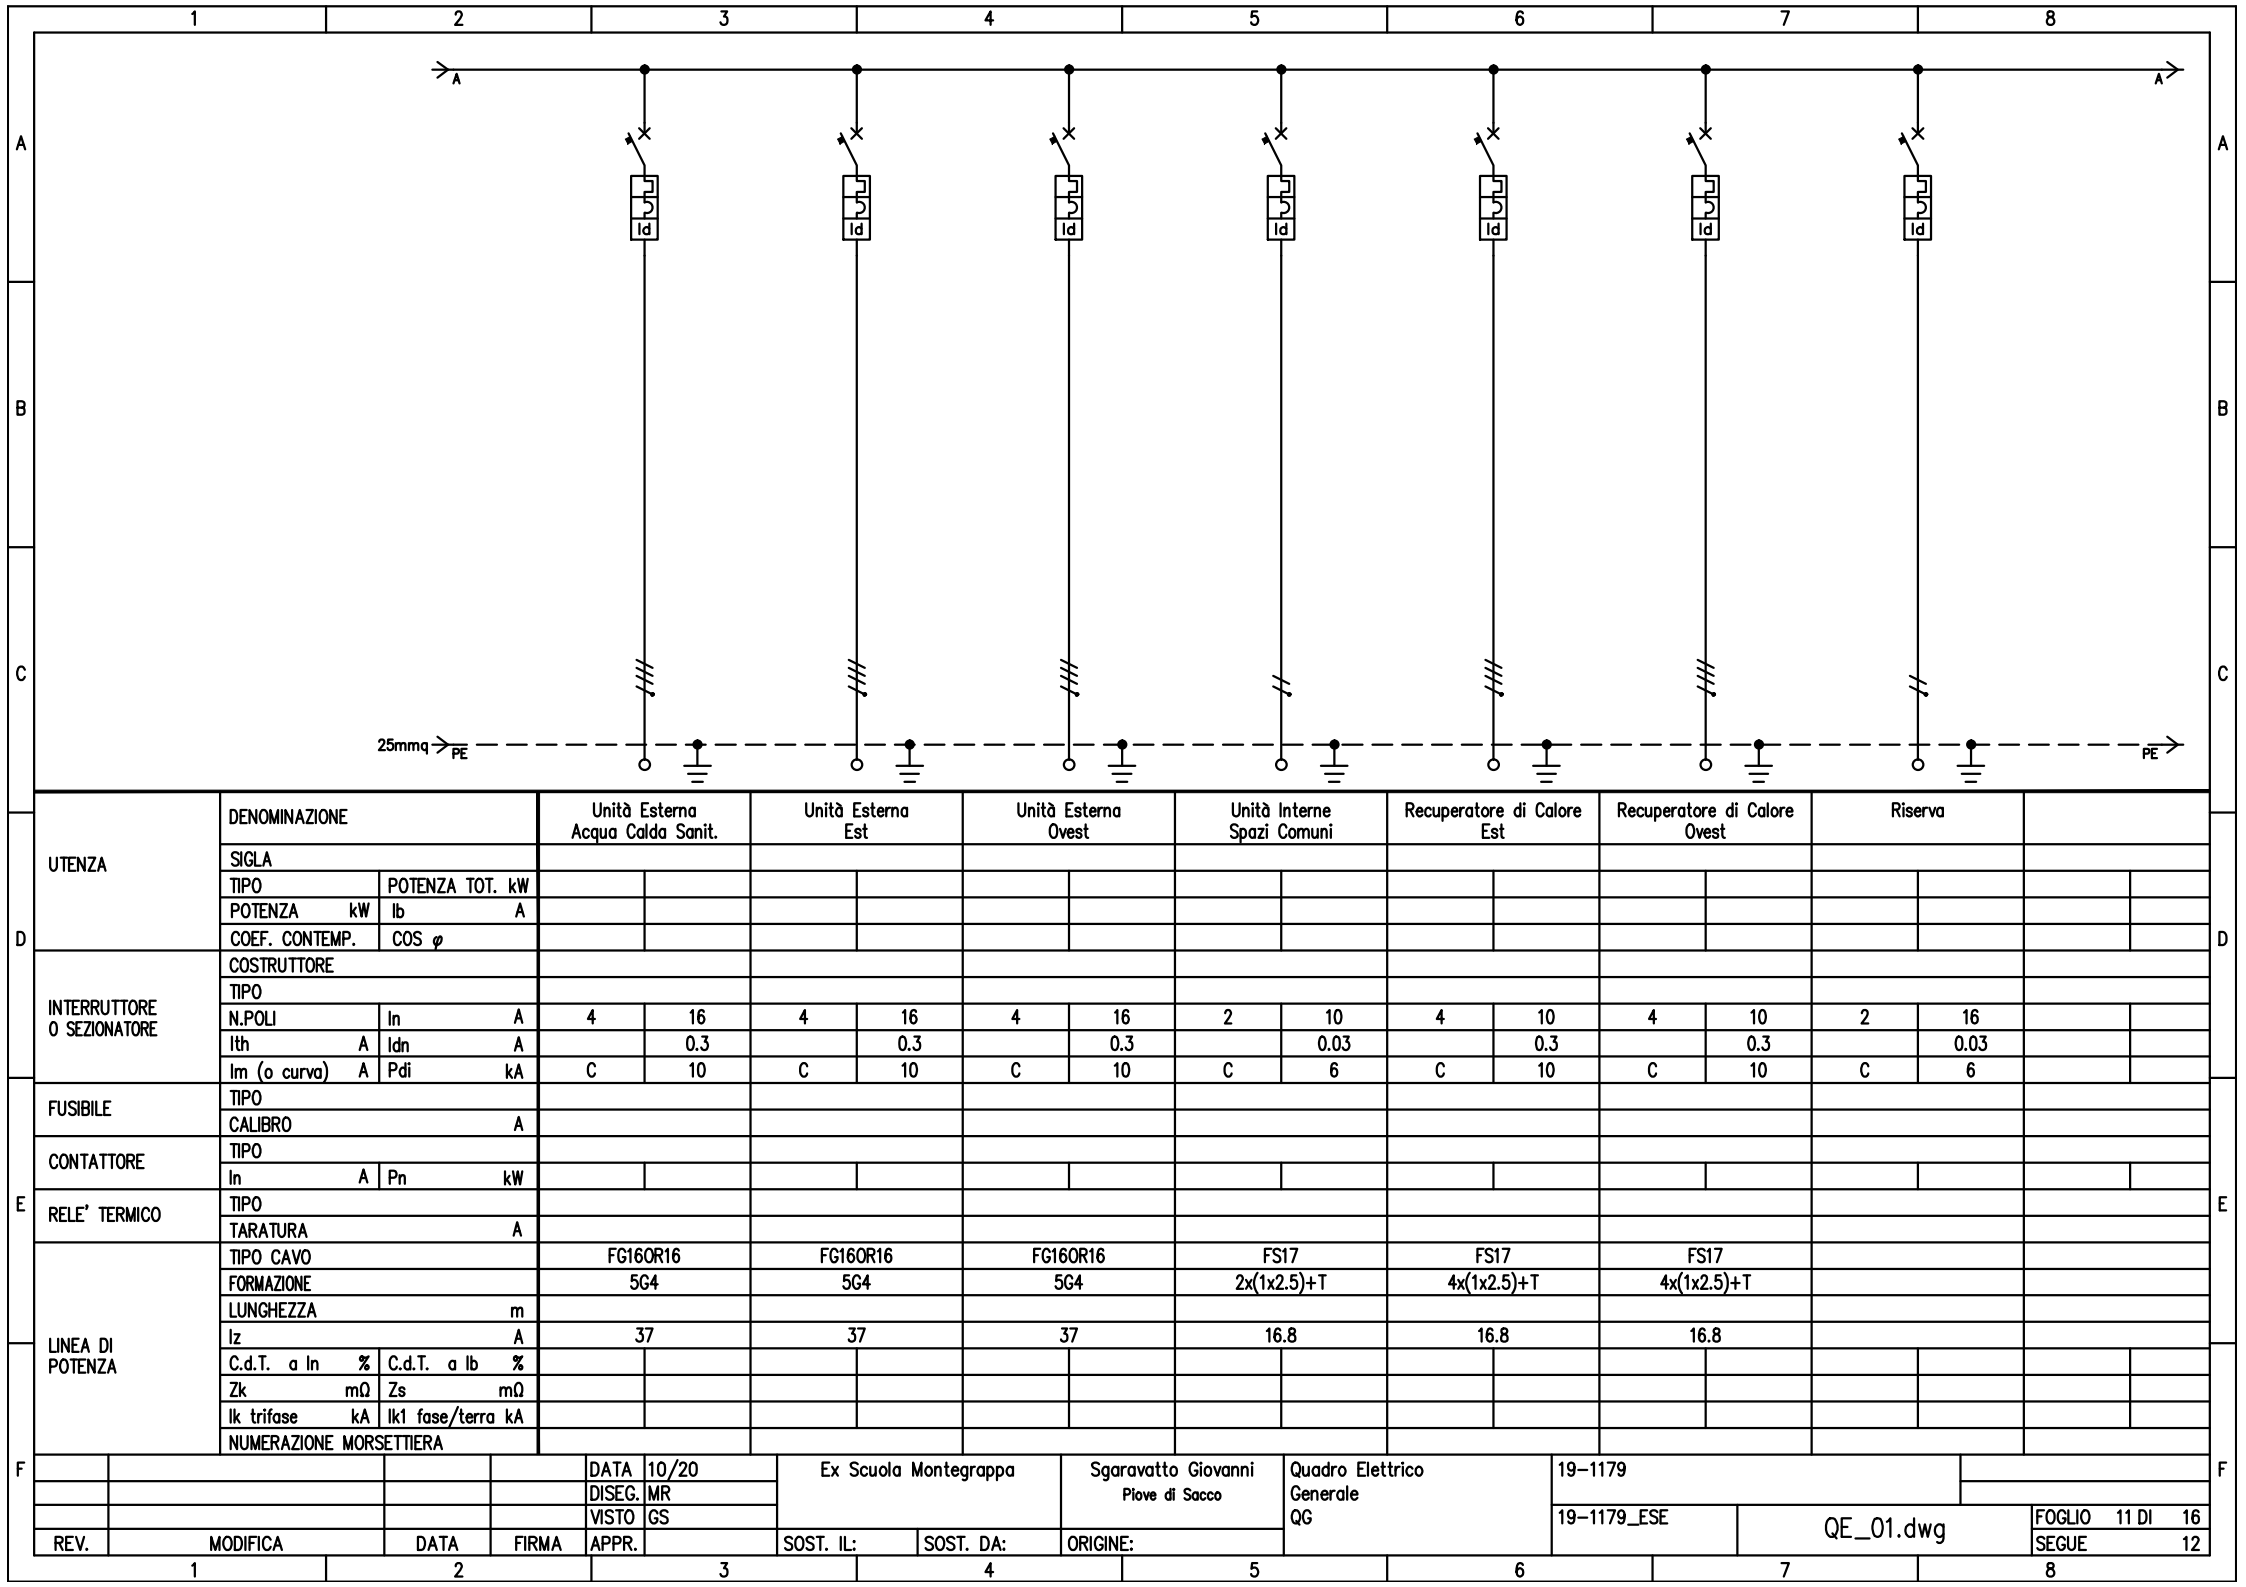 1 2 3 4 5 6 7 8
A A
A A
Id Id Id Id Id Id Id
B B
C C
25mmq PE PE
UTENZA
DENOMINAZIONE
Unità Esterna Acqua Calda Sanit.
Unità Esterna Est
Unità Esterna Ovest
Unità Interne Spazi Comuni
Recuperatore di Calore Est
Recuperatore di Calore Ovest
Riserva
SIGLA
TIPO POTENZA TOT. kW
POTENZA kW Ib A
COEF. CONTEMP. COS φ
D D
INTERRUTTORE
O SEZIONATORE
COSTRUTTORE
TIPO
N.POLI In A 4 16 4 16 4 16 2 10 4 10 4 10 2 16
Ith A Idn A 0.3 0.3 0.3 0.03 0.3 0.3 0.03
Im (o curva) A Pdi kA C 10 C 10 C 10 C 6 C 10 C 10 C 6
FUSIBILE
TIPO
CALIBRO A
CONTATTORE
TIPO
In A Pn kW
E E
RELE' TERMICO
TIPO
TARATURA A
LINEA DI
POTENZA
TIPO CAVO FG16OR16 FG16OR16 FG16OR16 FS17 FS17 FS17
FORMAZIONE 5G4 5G4 5G4 2x(1x2.5)+T 4x(1x2.5)+T 4x(1x2.5)+T
LUNGHEZZA m
Iz A 37 37 37 16.8 16.8 16.8
C.d.T. a In % C.d.T. a Ib %
Zk mΩ Zs mΩ
Ik trifase kA Ik1 fase/terra kA
NUMERAZIONE MORSETTIERA
F F
DATA 10/20
DISEG. MR
VISTO GS
REV. MODIFICA DATA FIRMA APPR.
Ex Scuola Montegrappa
SOST. IL: SOST. DA: ORIGINE:
Sgaravatto Giovanni
Piove di Sacco
Quadro Elettrico
Generale
QG
19-1179
19-1179_ESE
QE_01.dwg
FOGLIO 11 DI 16
SEGUE 12
1 2 3 4 5 6 7 8